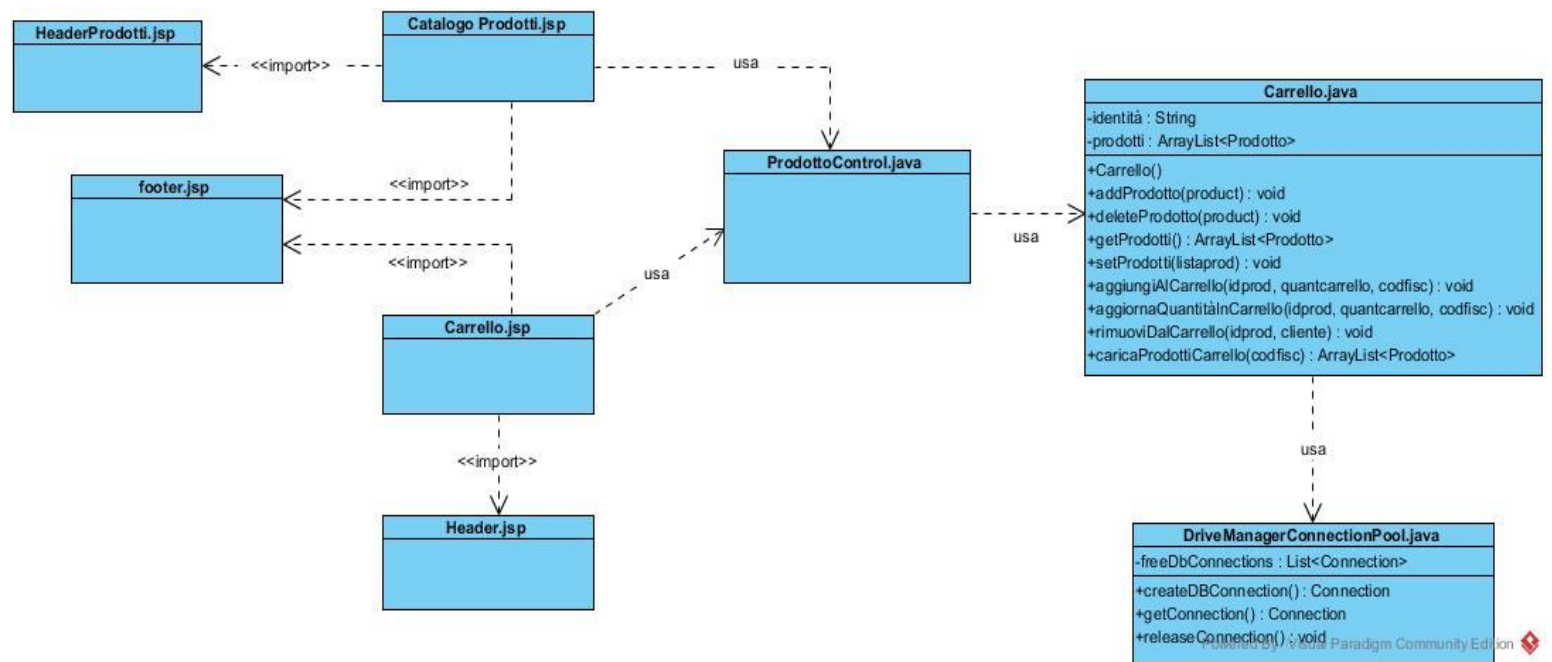 HeaderProdotti.jsp
<<import>>
Catalogo Prodotti.jsp
usa
footer.jsp
<<import>>
<<import>>
Carrello.jsp
usa
<<import>>
Header.jsp
ProdottoControl.java
usa
Carrello.java
-identità : String
-prodotti : ArrayList<Prodotto>
+Carrello()
+addProdotto(product) : void
+deleteProdotto(product) : void
+getProdotti() : ArrayList<Prodotto>
+setProdotti(listaprod) : void
+aggiungiAlCarrello(idprod, quantcarrello, codfisc) : void
+aggiornaQuantitàInCarrello(idprod, quantcarrello, codfisc) : void
+rimuoviDalCarrello(idprod, cliente) : void
+caricaProdottiCarrello(codfisc) : ArrayList<Prodotto>
usa
DriveManagerConnectionPool.java
-freeDbConnections : List<Connection>
+createDBConnection() : Connection
+getConnection() : Connection
+releaseConnection() : void
Powered By Visual Paradigm Community Edition